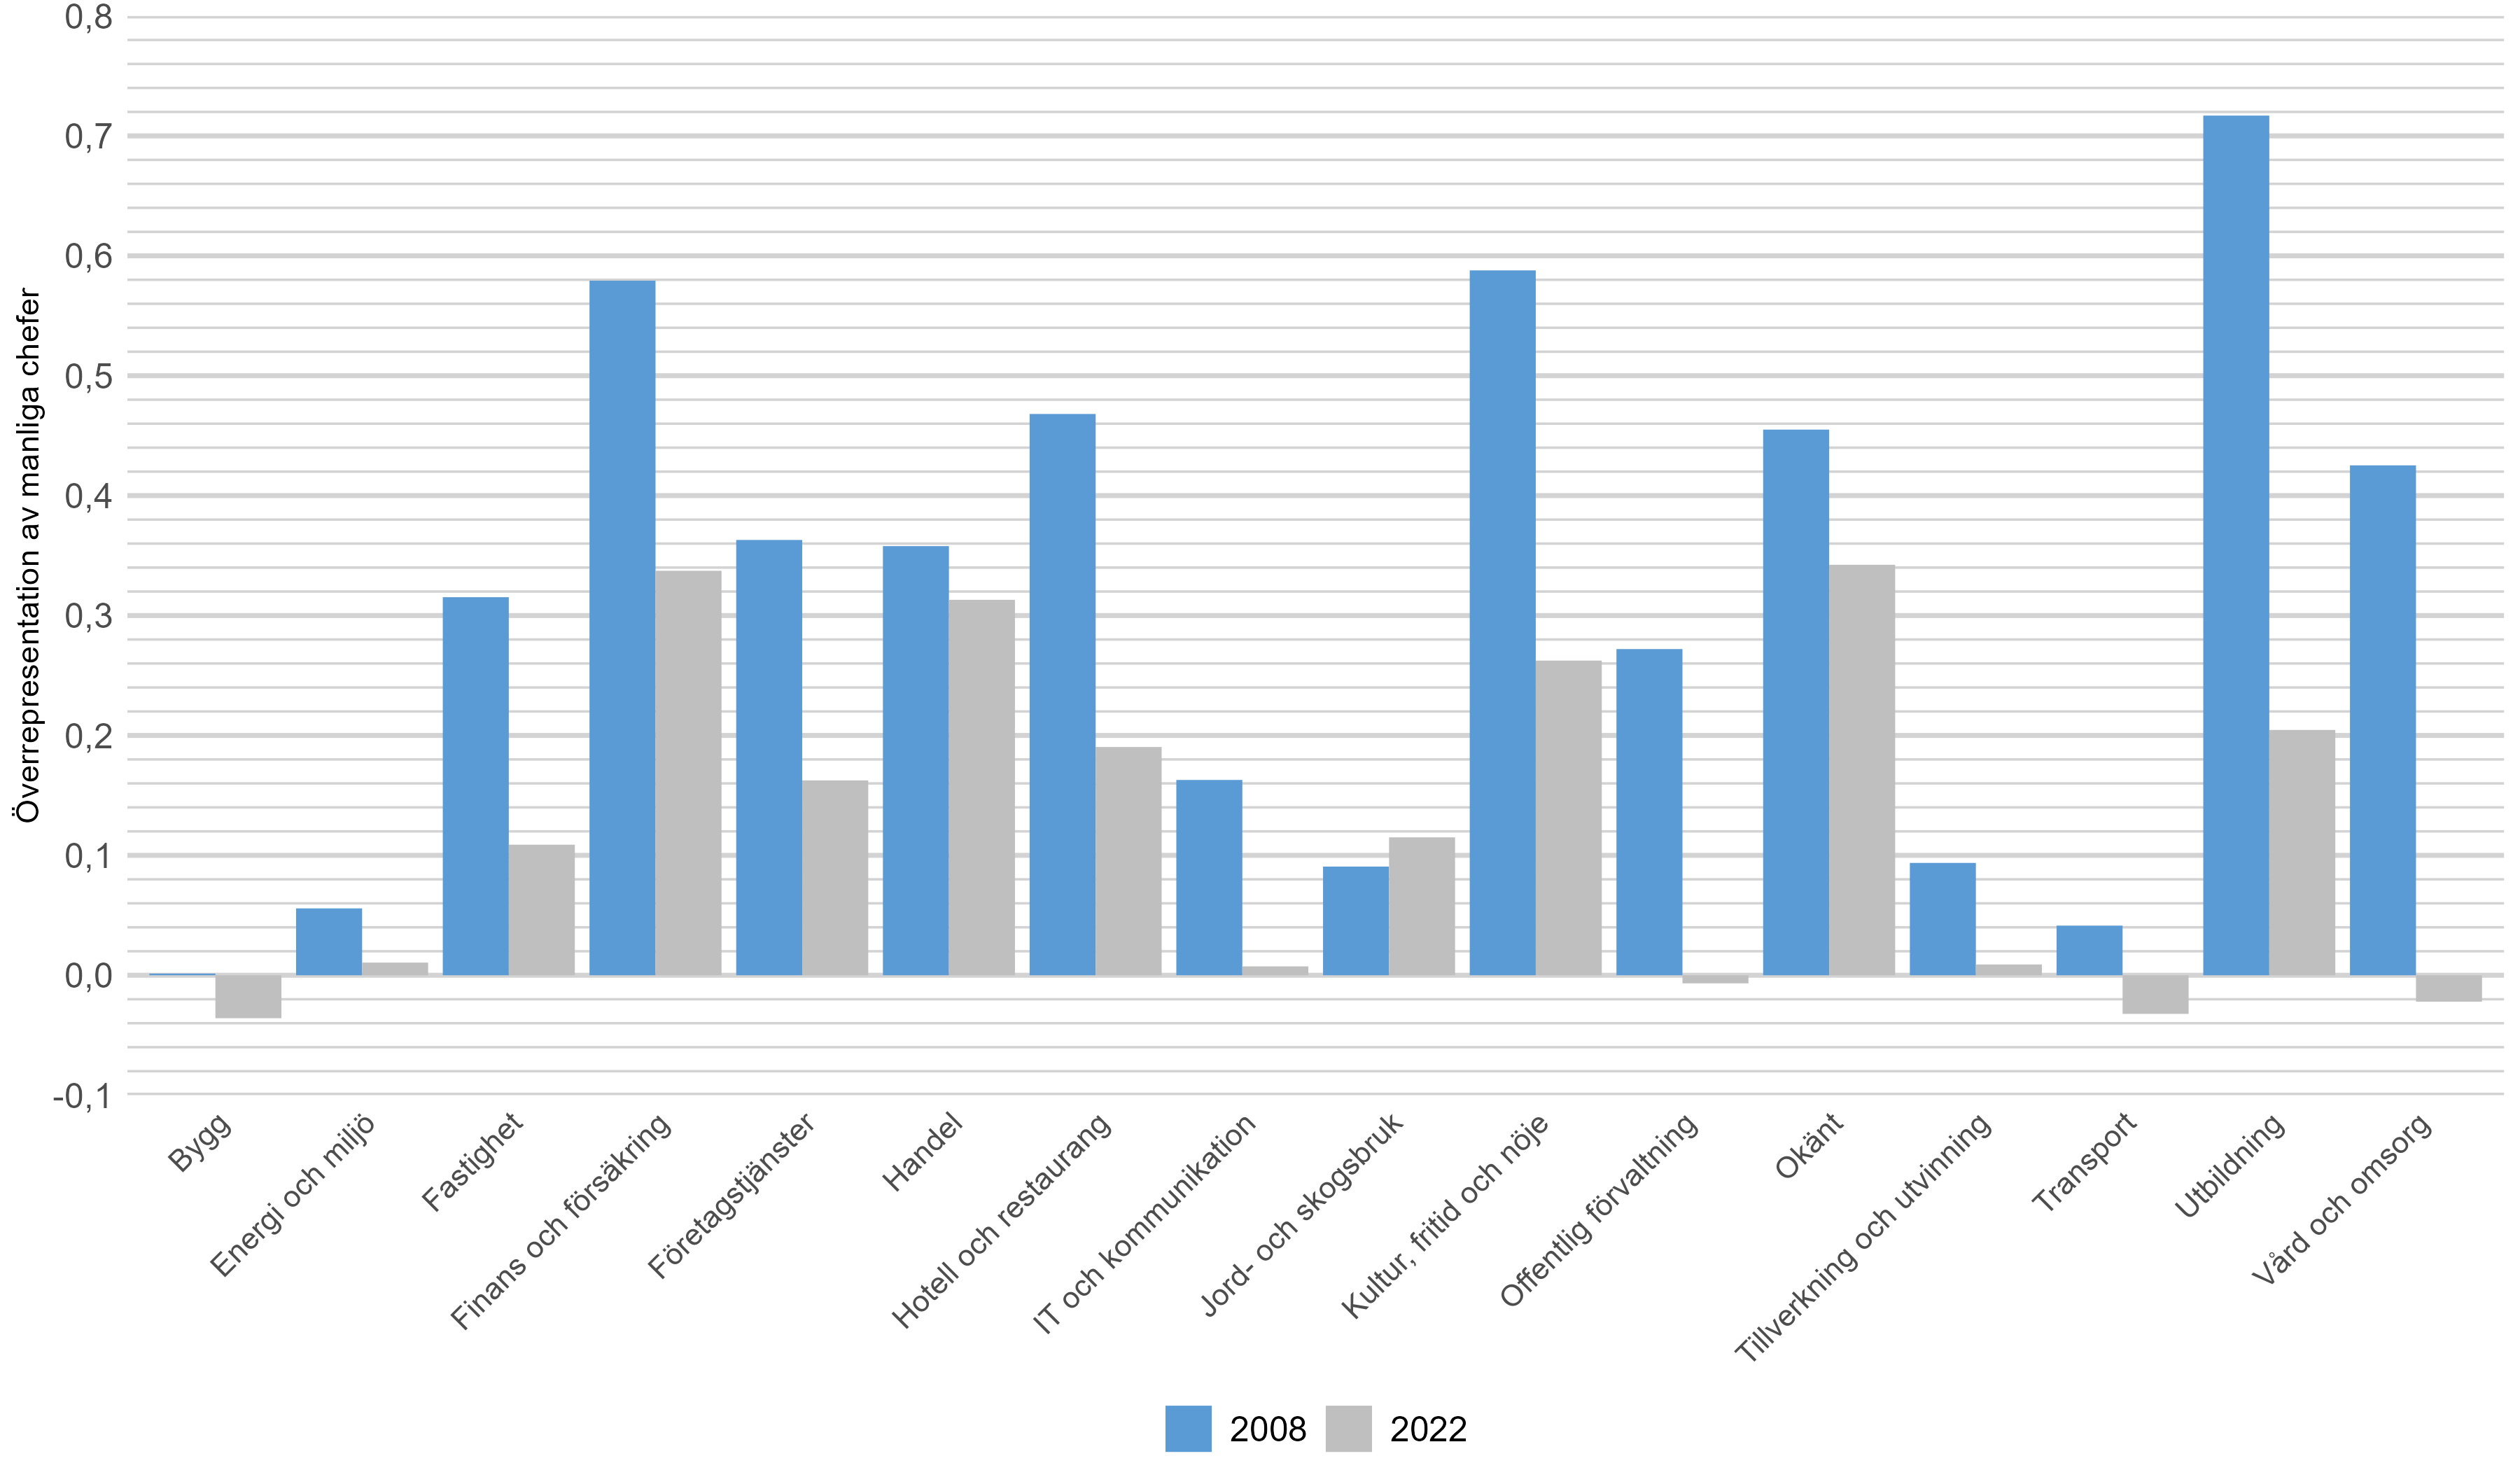 Överrepresentation av manliga chefer
0,8
0,7
0,6
0,5
0,4
0,3
0,2
0,1
0,0
-0,1
Bygg
Energi och miljö
Fastighet
Finans och försäkring
Företagstjänster
Handel
Hotell och restaurang
IT och kommunikation
Jord- och skogsbruk
Kultur, fritid och nöje
Offentlig förvaltning
Okänt
Tillverkning och utvinning
Transport
Utbildning
Vård och omsorg
2008
2022